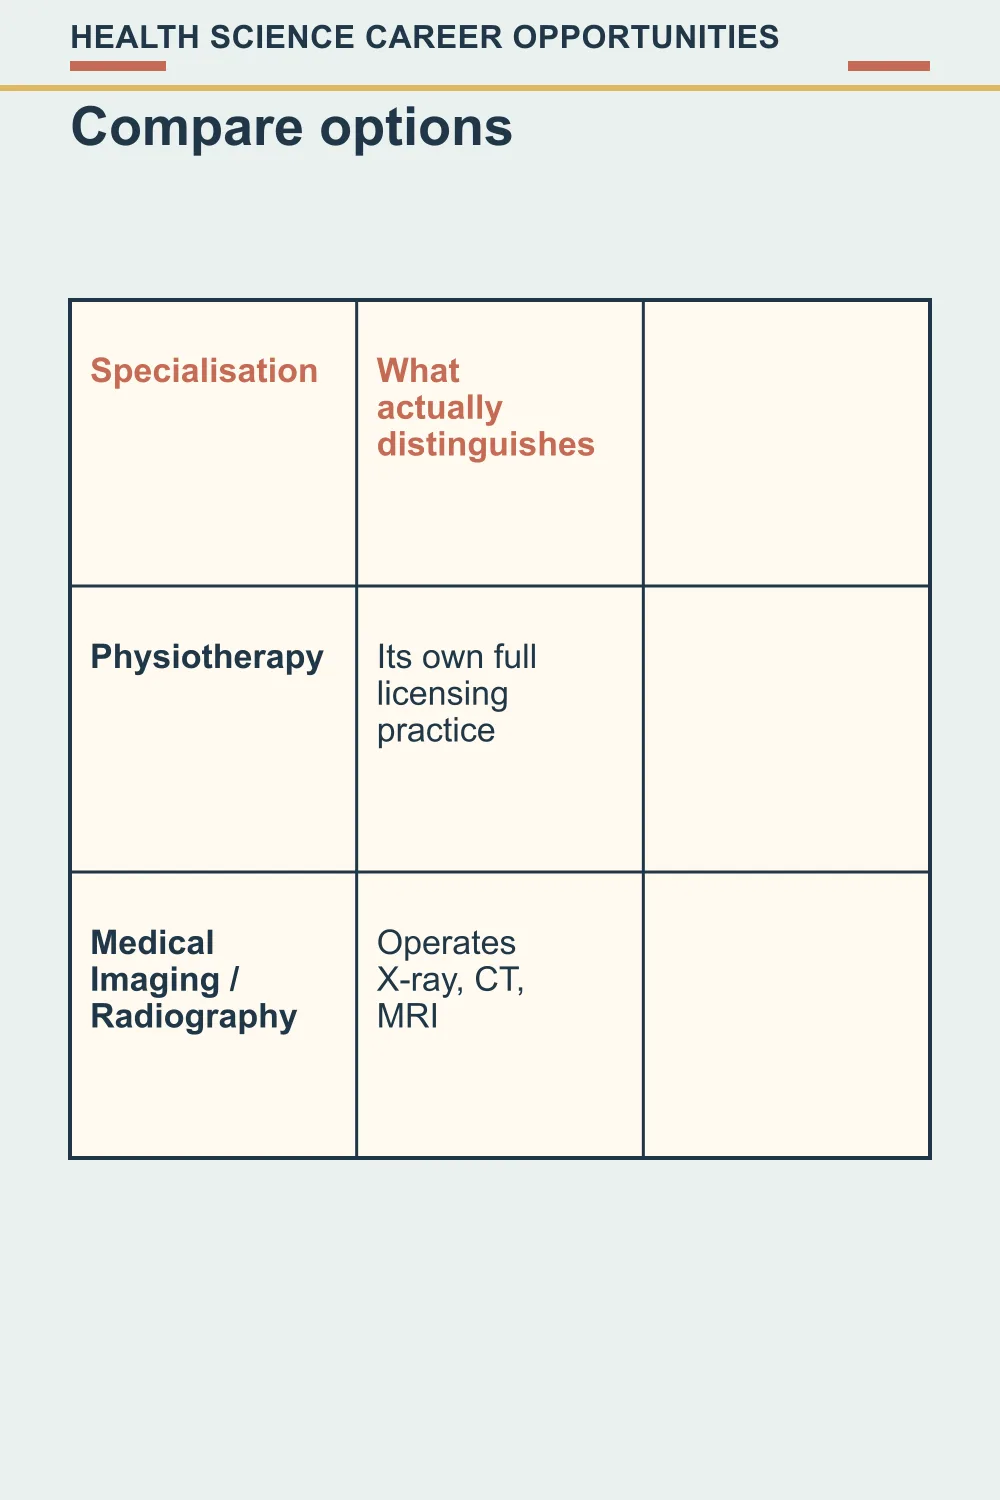 HEALTH SCIENCE CAREER OPPORTUNITIES
Compare options
Specialisation
What
actually
distinguishes
Physiotherapy
Its own full
licensing
practice
Medical
Imaging /
Radiography
Operates
X-ray, CT,
MRI